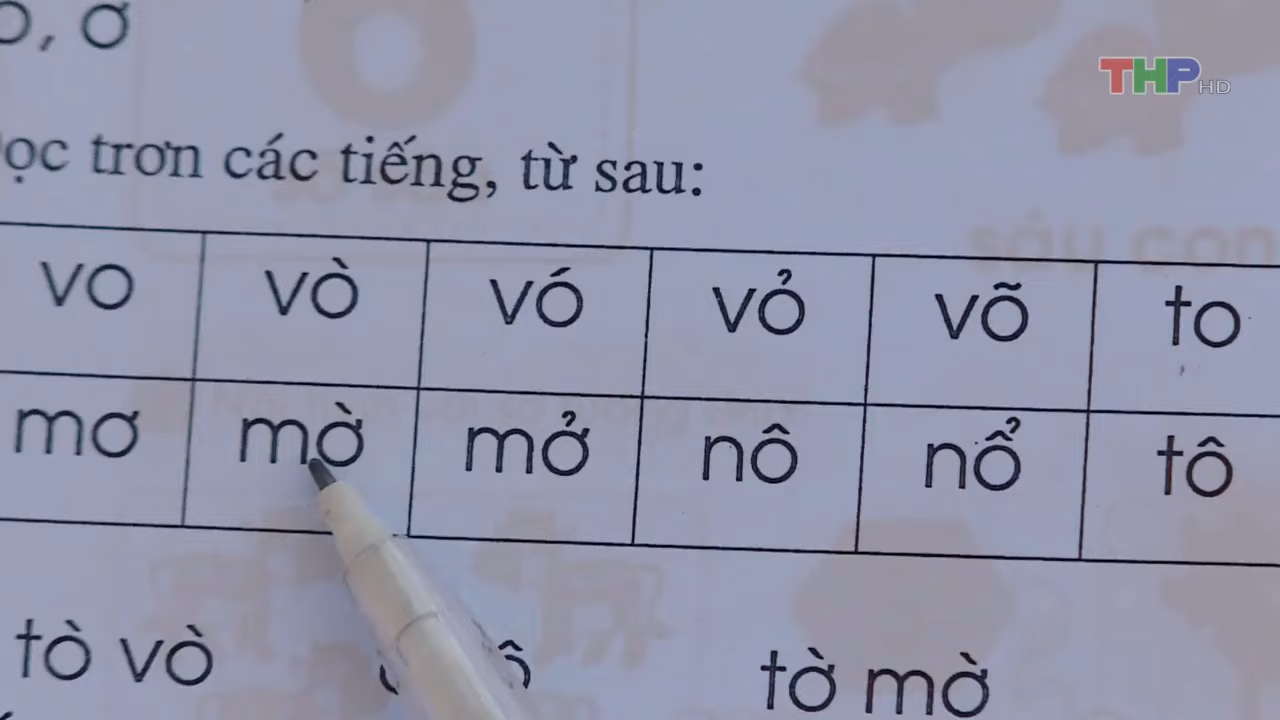 o, ơ
THP HD
trơn các tiếng, từ sau:
vo vò vó vỏ võ to
mơ mờ mở nô nổ tô
tò vò tờ mờ